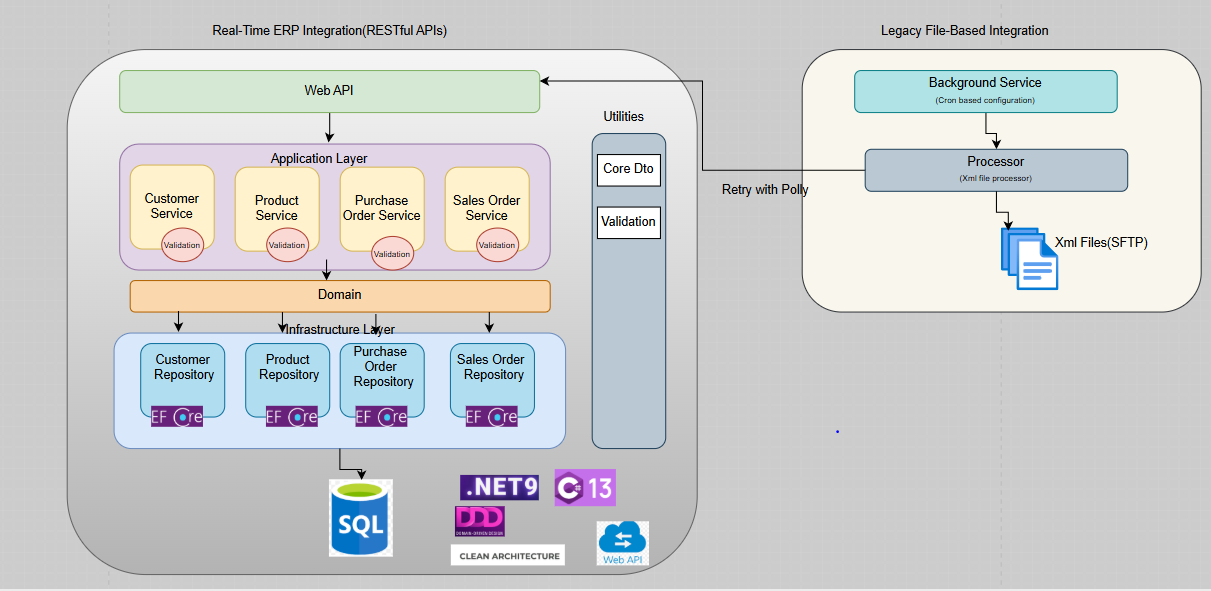 Real-Time ERP Integration(RESTful APIs)
Legacy File-Based Integration
Web API
Background Service
(Cron based configuration)
Utilities
Application Layer
Core Dto
Processor
(Xml file processor)
Retry with Polly
Customer
Service
Product
Service
Purchase
Order Service
Sales Order
Service
Validation
Validation
Validation
Validation
Validation
Xml Files(SFTP)
Domain
Infrastructure Layer
Customer
Repository
Product
Repository
Purchase
Order
Repository
Sales Order
Repository
EF Core
EF Core
EF Core
EF Core
SQL
.NET9
C# 13
DDD
DOMAIN-DRIVEN DESIGN
CLEAN ARCHITECTURE
Web API